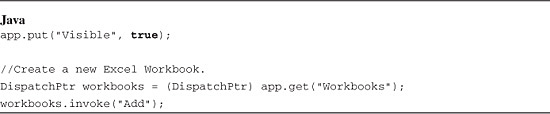 Java
app.put("Visible", true);
//Create a new Excel Workbook.
DispatchPtr workbooks = (DispatchPtr) app.get("Workbooks");
workbooks.invoke("Add");